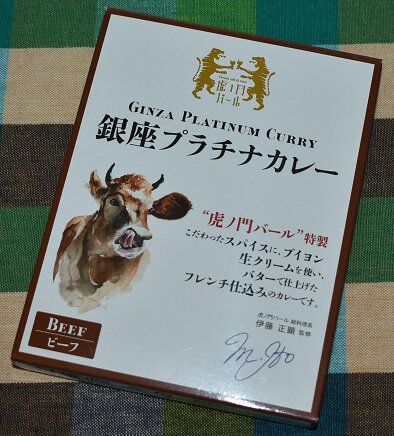 虎ノ門
バール
GINZA PLATINUM CURRY
銀座プラチナカレー
“虎ノ門バール”特製
こだわったスパイスに、ブイヨン
生クリームを使い、
バターで仕上げた
フレンチ仕込みのカレーです。
虎ノ門バール 総料理長
伊藤 正顕 監修
M. Ito
BEEF
ビーフ